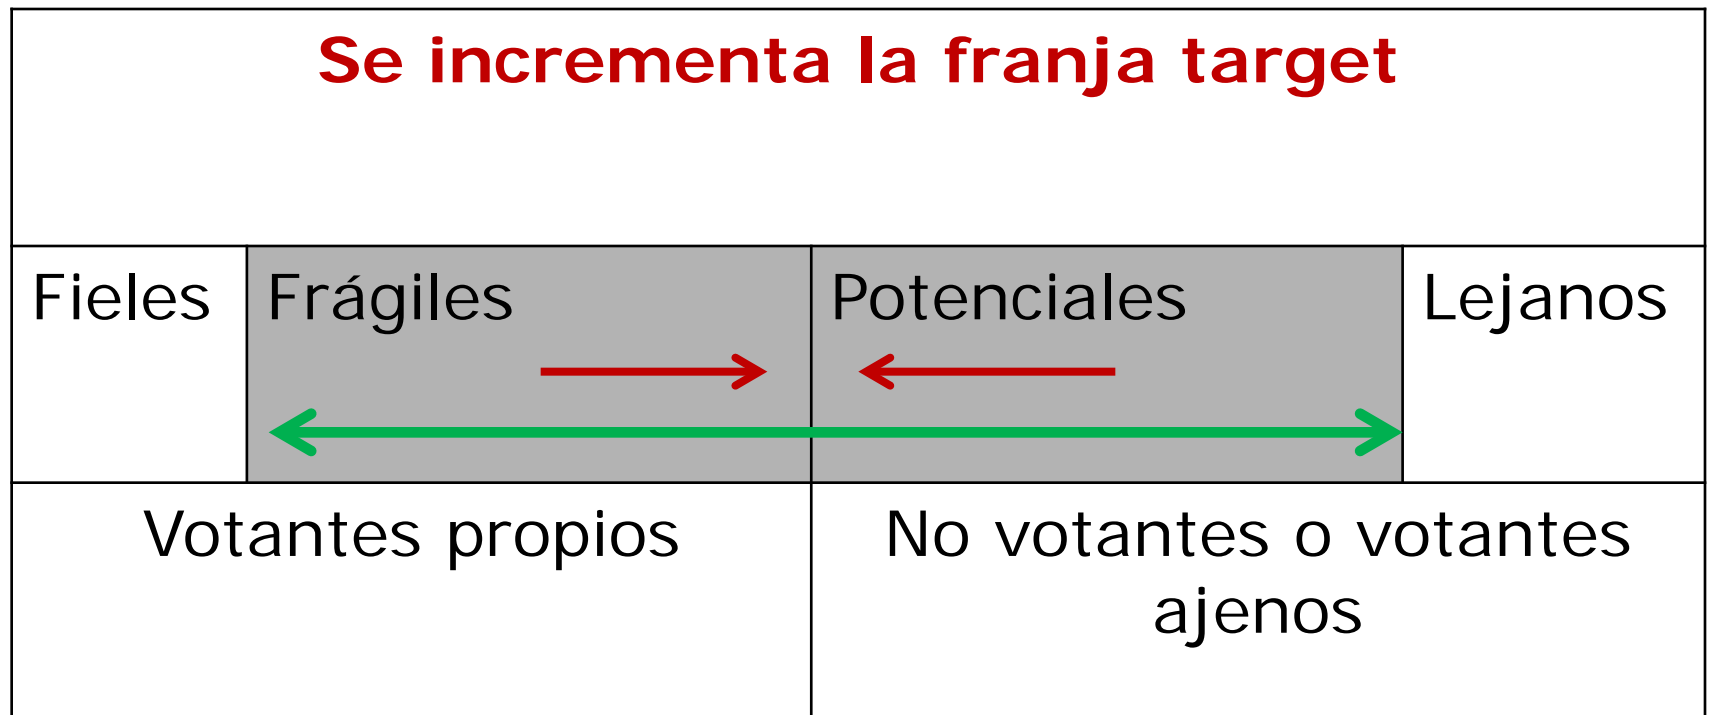 Se incrementa la franja target
Fieles
Frágiles
Potenciales
Lejanos
Votantes propios
No votantes o votantes
ajenos